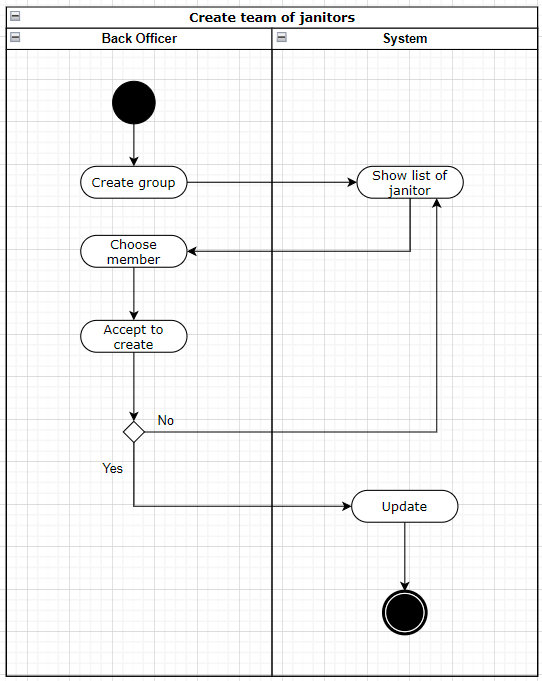 Create team of janitors
Back Officer
System
Create group
Show list of
janitor
Choose
member
Accept to
create
No
Yes
Update